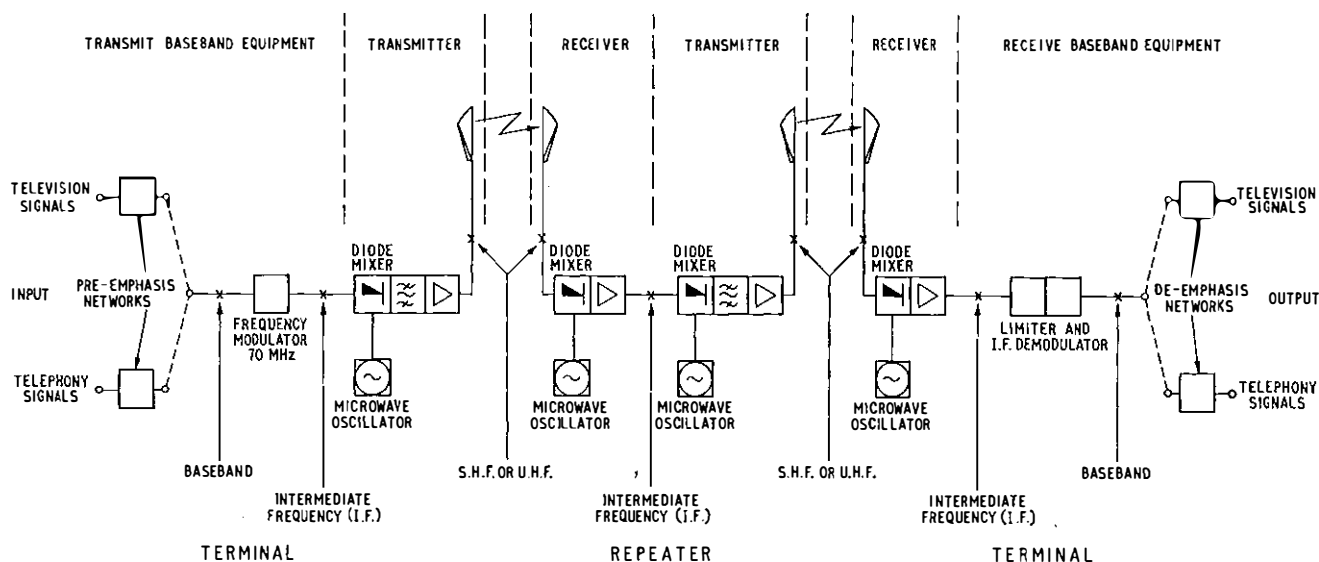 TRANSMIT BASEBAND EQUIPMENT
TRANSMITTER
RECEIVER
TRANSMITTER
RECEIVER
RECEIVE BASEBAND EQUIPMENT
TELEVISION
SIGNALS
INPUT
PRE-EMPHASIS
NETWORKS
TELEPHONY
SIGNALS
FREQUENCY
MODULATOR
70 MHz
DIODE
MIXER
MICROWAVE
OSCILLATOR
DIODE
MIXER
MICROWAVE
OSCILLATOR
DIODE
MIXER
MICROWAVE
OSCILLATOR
DIODE
MIXER
MICROWAVE
OSCILLATOR
LIMITER AND
I.F. DEMODULATOR
TELEVISION
SIGNALS
DE-EMPHASIS
NETWORKS
OUTPUT
TELEPHONY
SIGNALS
BASEBAND
INTERMEDIATE
FREQUENCY (I.F.)
S.H.F. OR U.H.F.
INTERMEDIATE
FREQUENCY (I.F.)
S.H.F. OR U.H.F.
INTERMEDIATE
FREQUENCY (I.F.)
BASEBAND
TERMINAL
REPEATER
TERMINAL